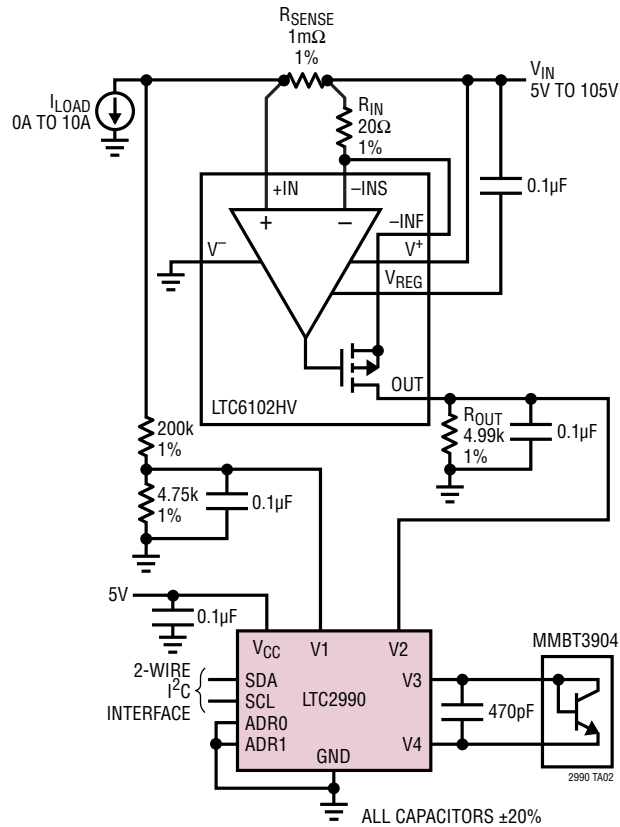 RSENSE
1mΩ
1%
VIN
5V TO 105V
ILOAD
0A TO 10A
RIN
20Ω
1%
0.1µF
+IN
–INS
–INF
+
–
V–
V+
VREG
OUT
LTC6102HV
200k
1%
ROUT
4.99k
1%
0.1µF
4.75k
1%
0.1µF
5V
0.1µF
VCC
V1
V2
MMBT3904
2-WIRE
I2C
INTERFACE
SDA
SCL
ADR0
ADR1
LTC2990
V3
V4
GND
470pF
2990 TA02
ALL CAPACITORS ±20%